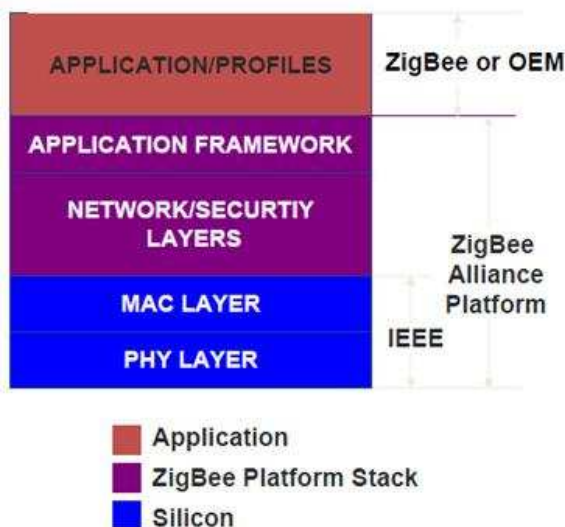 APPLICATION/PROFILES
ZigBee or OEM
APPLICATION FRAMEWORK
NETWORK/SECURTIY
LAYERS
ZigBee
Alliance
Platform
MAC LAYER
IEEE
PHY LAYER
Application
ZigBee Platform Stack
Silicon